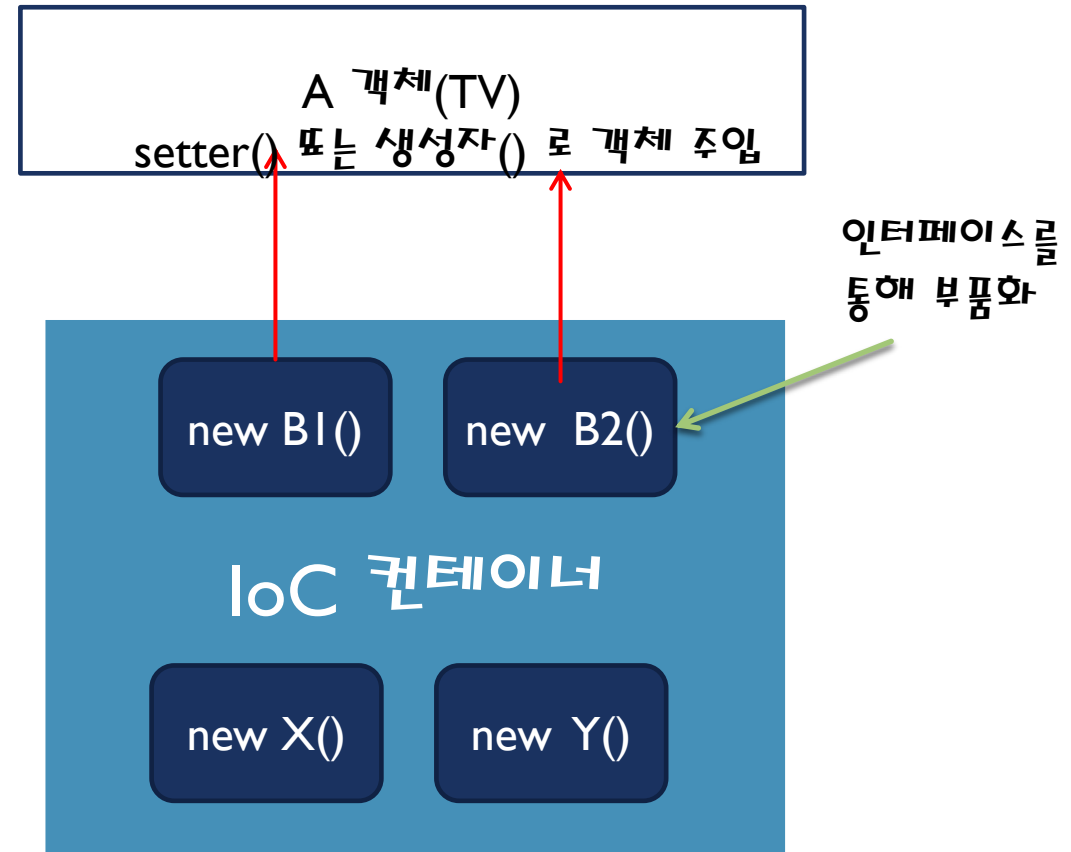 A 객체(TV)
setter() 또는 생성자() 로 객체 주입
인터페이스를
통해 부품화
new B1()
new B2()
IoC 컨테이너
new X()
new Y()